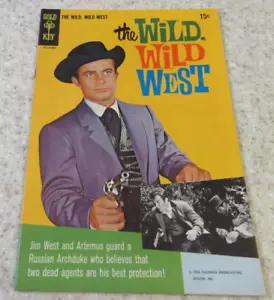 GOLD
KEY
THE WILD, WILD WEST
15¢
the WILD,
WILD
WEST
Jim West and Artemus guard a
Russian Archduke who believes that
two dead agents are his best protection!